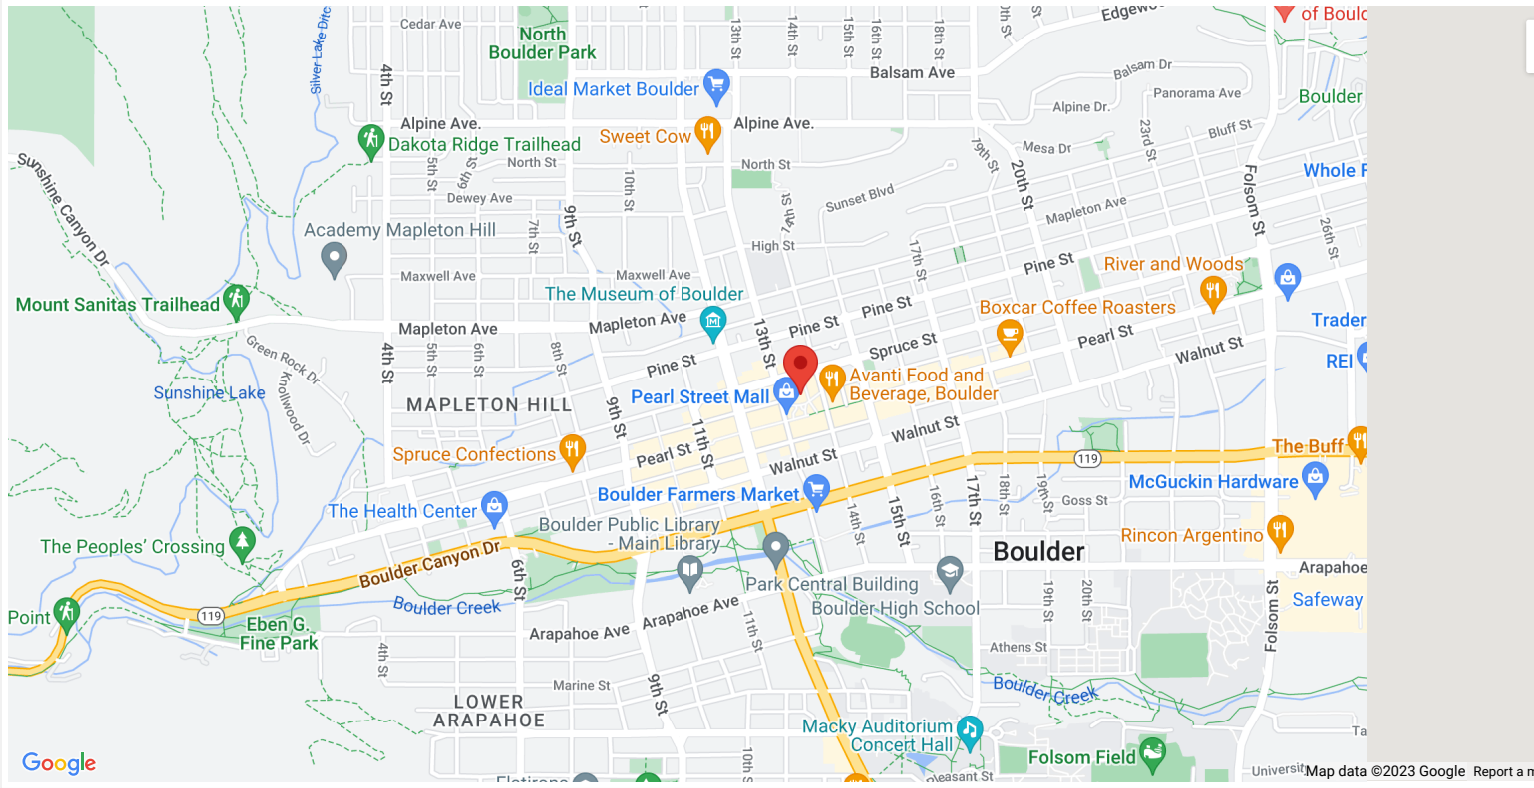 Cedar Ave
Silver Lake Ditc
4th St
North
Boulder Park
13th St
14th St
15th St
16th St
18th St
Edgewo
of Boulc
Balsam Ave
Balsam Dr
Panorama Ave
Ideal Market Boulder
Alpine Dr.
Boulder
Alpine Ave.
Alpine Ave.
Sweet Cow
Dakota Ridge Trailhead
23rd St
Bluff St
Mesa Dr
19th St
20th St
Sunshine Canyon Dr
5th St
6th St
North St
North St
10th St
Whole F
Folsom St
Dewey Ave
Sunset Blvd
Mapleton Ave
9th St
7th St
Academy Mapleton Hill
High St
17th St
26th St
Maxwell Ave
Maxwell Ave
Pine St
River and Woods
The Museum of Boulder
Mount Sanitas Trailhead
Pine St
Boxcar Coffee Roasters
Mapleton Ave
Mapleton Ave
Pine St
13th St
Trader
Pearl St
Spruce St
Walnut St
Green Rock Dr
4th St
5th St
6th St
8th St
Pine St
REI
Knollwood Dr
Sunshine Lake
Avanti Food and
Beverage, Boulder
Pearl Street Mall
MAPLETON HILL
9th St
11th St
Walnut St
Pearl St
Spruce Confections
Walnut St
119
The Buff
McGuckin Hardware
Boulder Farmers Market
17th St
18th St
19th St
Goss St
16th St
The Health Center
14th St
15th St
Boulder Public Library
- Main Library
Rincon Argentino
The Peoples' Crossing
Boulder
Boulder Canyon Dr
Arapahoe
6th St
Park Central Building
19th St
20th St
Folsom St
Safeway
Boulder High School
Boulder Creek
Point
119
Eben G.
Fine Park
Arapahoe Ave
Arapahoe Ave
11th St
4th St
Athens St
Marine St
9th St
Boulder Creek
LOWER
ARAPAHOE
Macky Auditorium
Concert Hall
Ta
Folsom Field
Google
10th St
Pleasant St
University
Flatirons
Map data ©2023 Google
Report a m